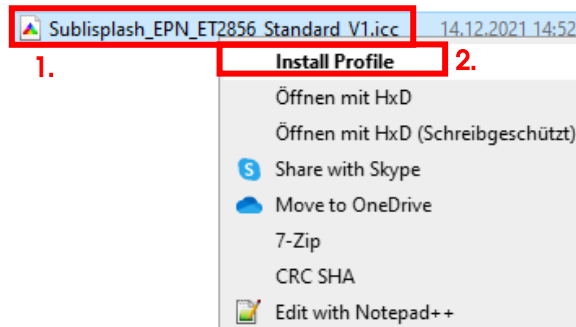 Sublisplash_EPN_ET2856_Standard_V1.icc 14.12.2021 14:52
1.
Install Profile 2.
Öffnen mit HxD
Öffnen mit HxD (Schreibgeschützt)
Share with Skype
Move to OneDrive
7-Zip
CRC SHA
Edit with Notepad++